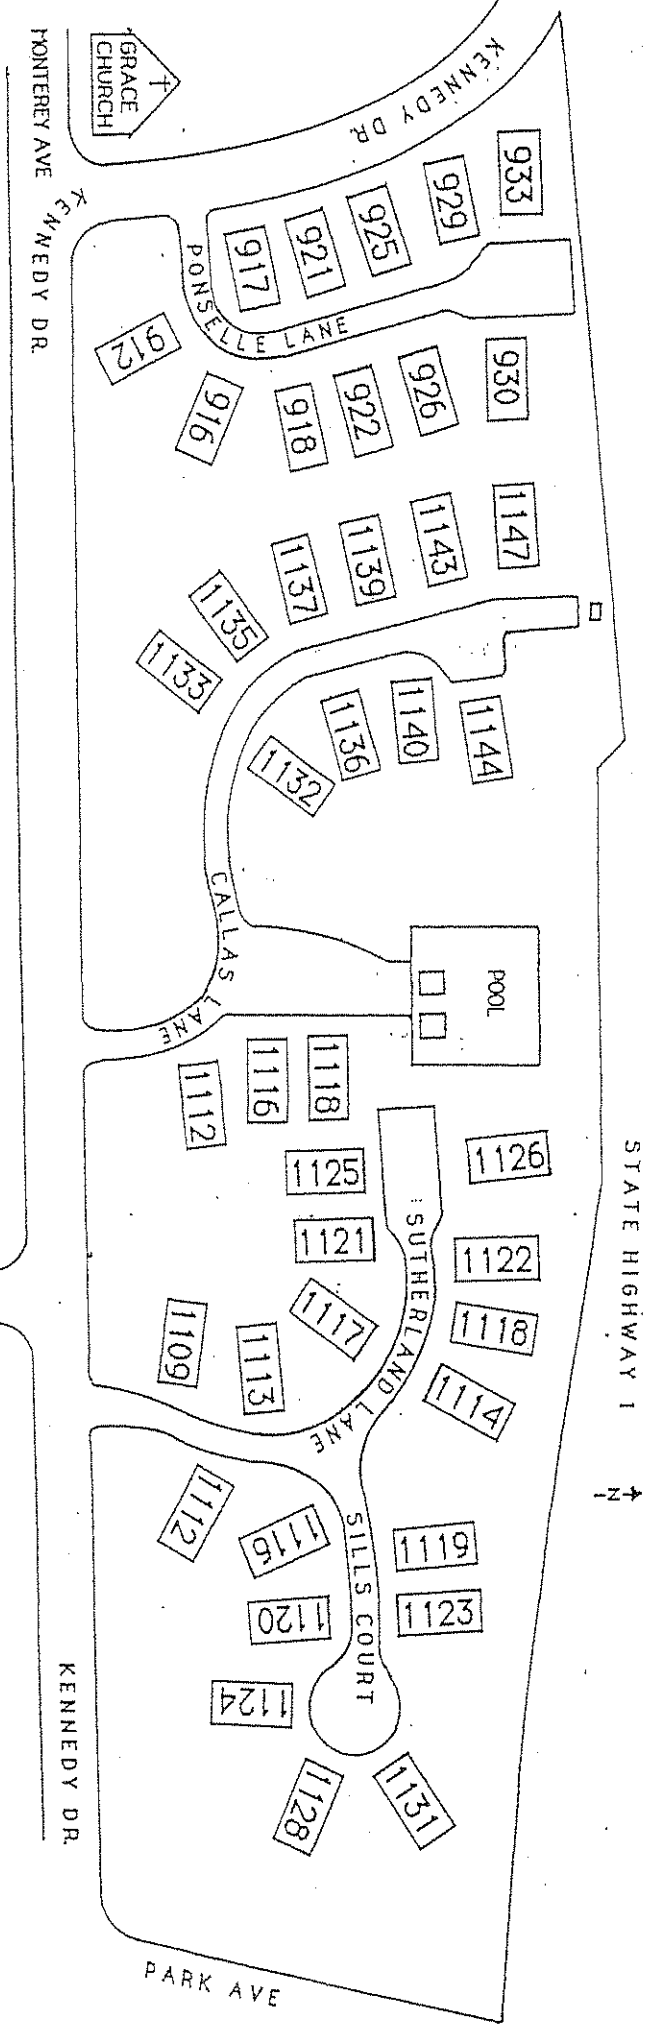 GRACE
CHURCH
MONTEREY AVE
KENNEDY DR.
KENNEDY DR.
933
929
925
921
917
PONSELLE LANE
912
916
918
922
926
930
1147
1143
1139
1137
1135
1133
1136
1140
1144
1132
CALLAS LANE
POOL
1112
1116
1118
1125
1121
1117
1113
1109
SUTHERLAND LANE
1126
1122
1118
1114
STATE HIGHWAY 1
N
1112
1116
1120
1124
1128
SILLS COURT
1119
1123
1131
KENNEDY DR.
PARK AVE